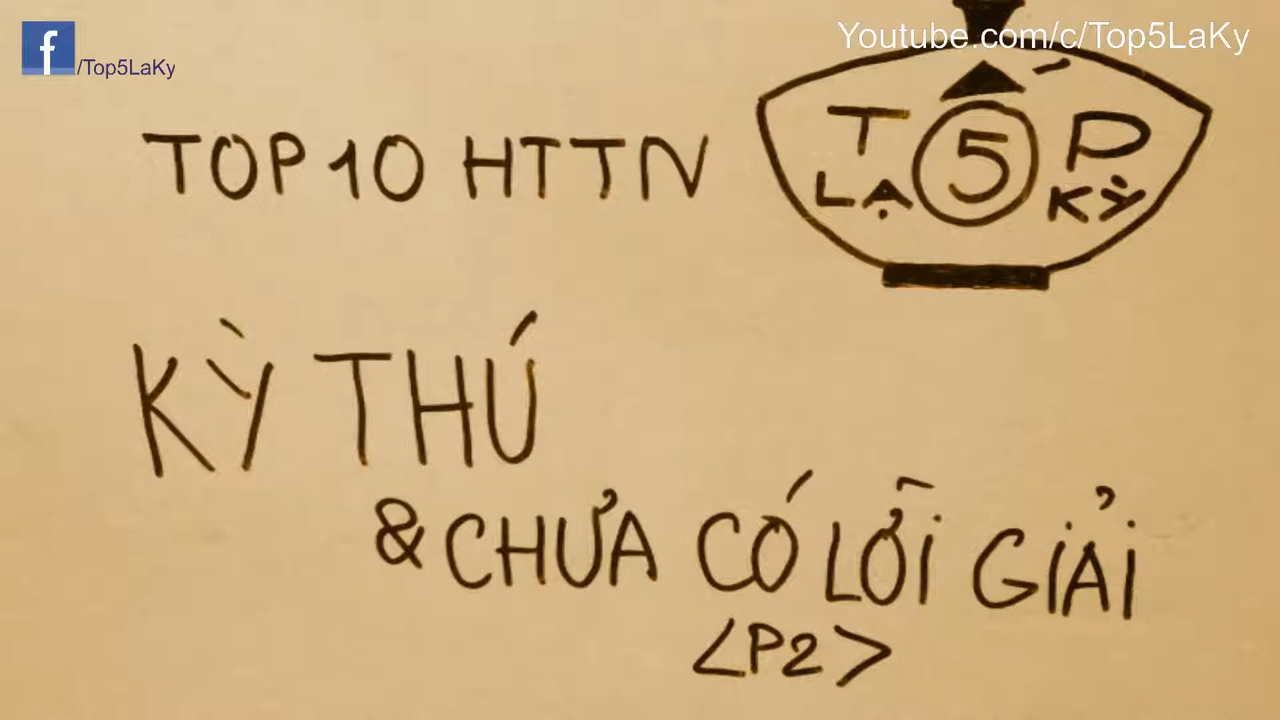 f /Top5LaKy
Youtube.com/c/Top5LaKy
T 5 P
LẠ KỲ
TOP 10 HTTN
KỲ THÚ
& CHƯA CÓ LỜI GIẢI
<P2>